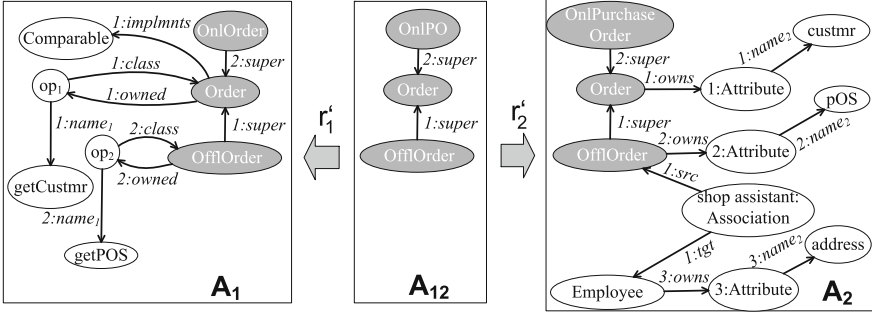 1:implmnts
Comparable
OnlOrder
1:class
2:super
op1
Order
1:owned
1:name1
2:class
1:super
op2
OfflOrder
2:owned
getCustmr
2:name1
getPOS
A1
r'1
OnlPO
2:super
Order
1:super
OfflOrder
A12
r'2
OnlPurchase
Order
custmr
1:name2
2:super
Order
1:owns
1:Attribute
1:super
pOS
2:owns
2:name2
OfflOrder
2:Attribute
1:src
shop assistant:
Association
1:tgt
3:name2
address
3:owns
Employee
3:Attribute
A2